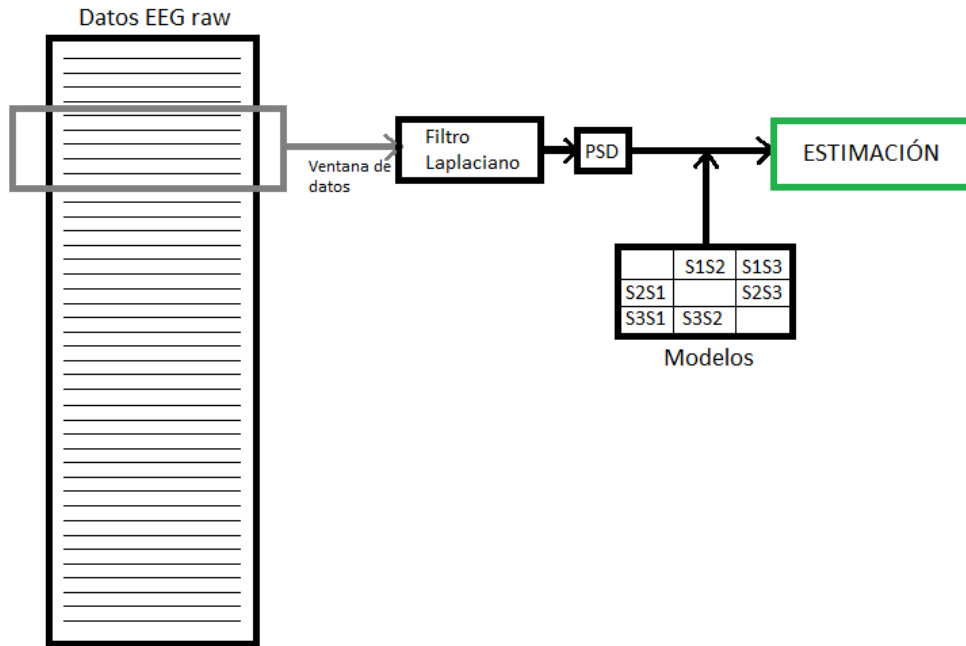 Datos EEG raw
Ventana de
datos
Filtro
Laplaciano
PSD
ESTIMACIÓN
S1S2 S1S3
S2S1 S2S3
S3S1 S3S2
Modelos